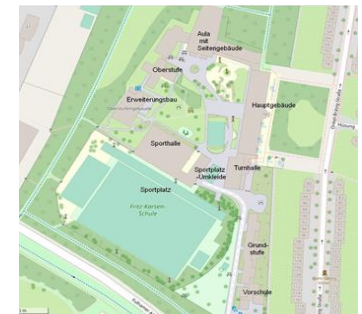 Aula
mit
Seitengebäude
Oberstufe
Erweiterungsbau
Hauptgebäude
Sporthalle
Sportplatz
-Umkleide
Turnhalle
Sportplatz
Fritz-Karsen-
Schule
Grund-
stufe
Vorschule